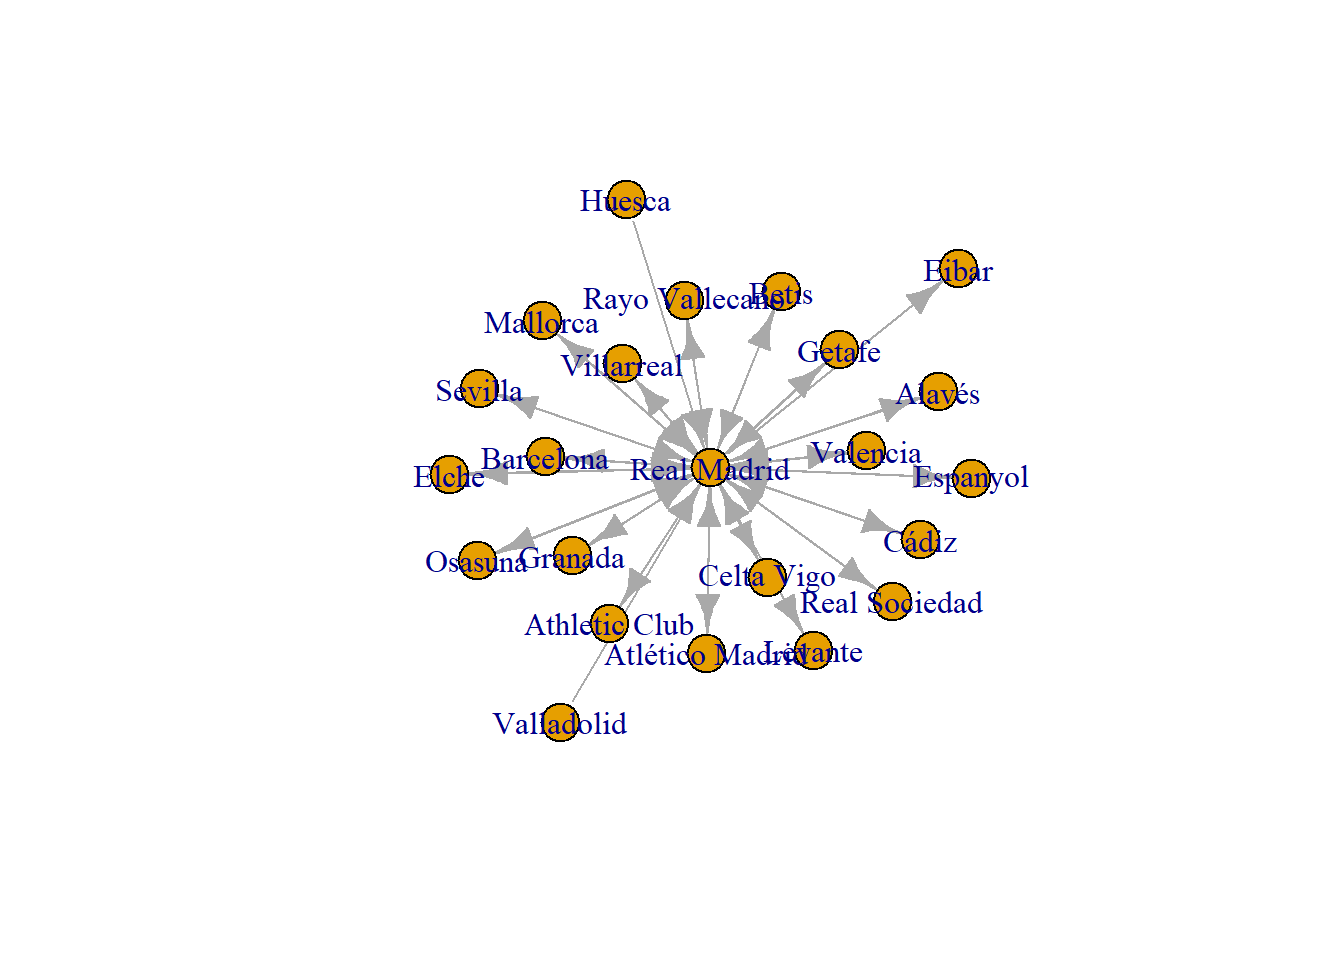 Huesca
Eibar
Rayo Vallecano
Betis
Mallorca
Getafe
Villarreal
Sevilla
Alavés
Valencia
Barcelona
Real Madrid
Elche
Espanyol
Cádiz
Osasuna
Granada
Celta Vigo
Real Sociedad
Athletic Club
Atlético Madrid
Levante
Valladolid